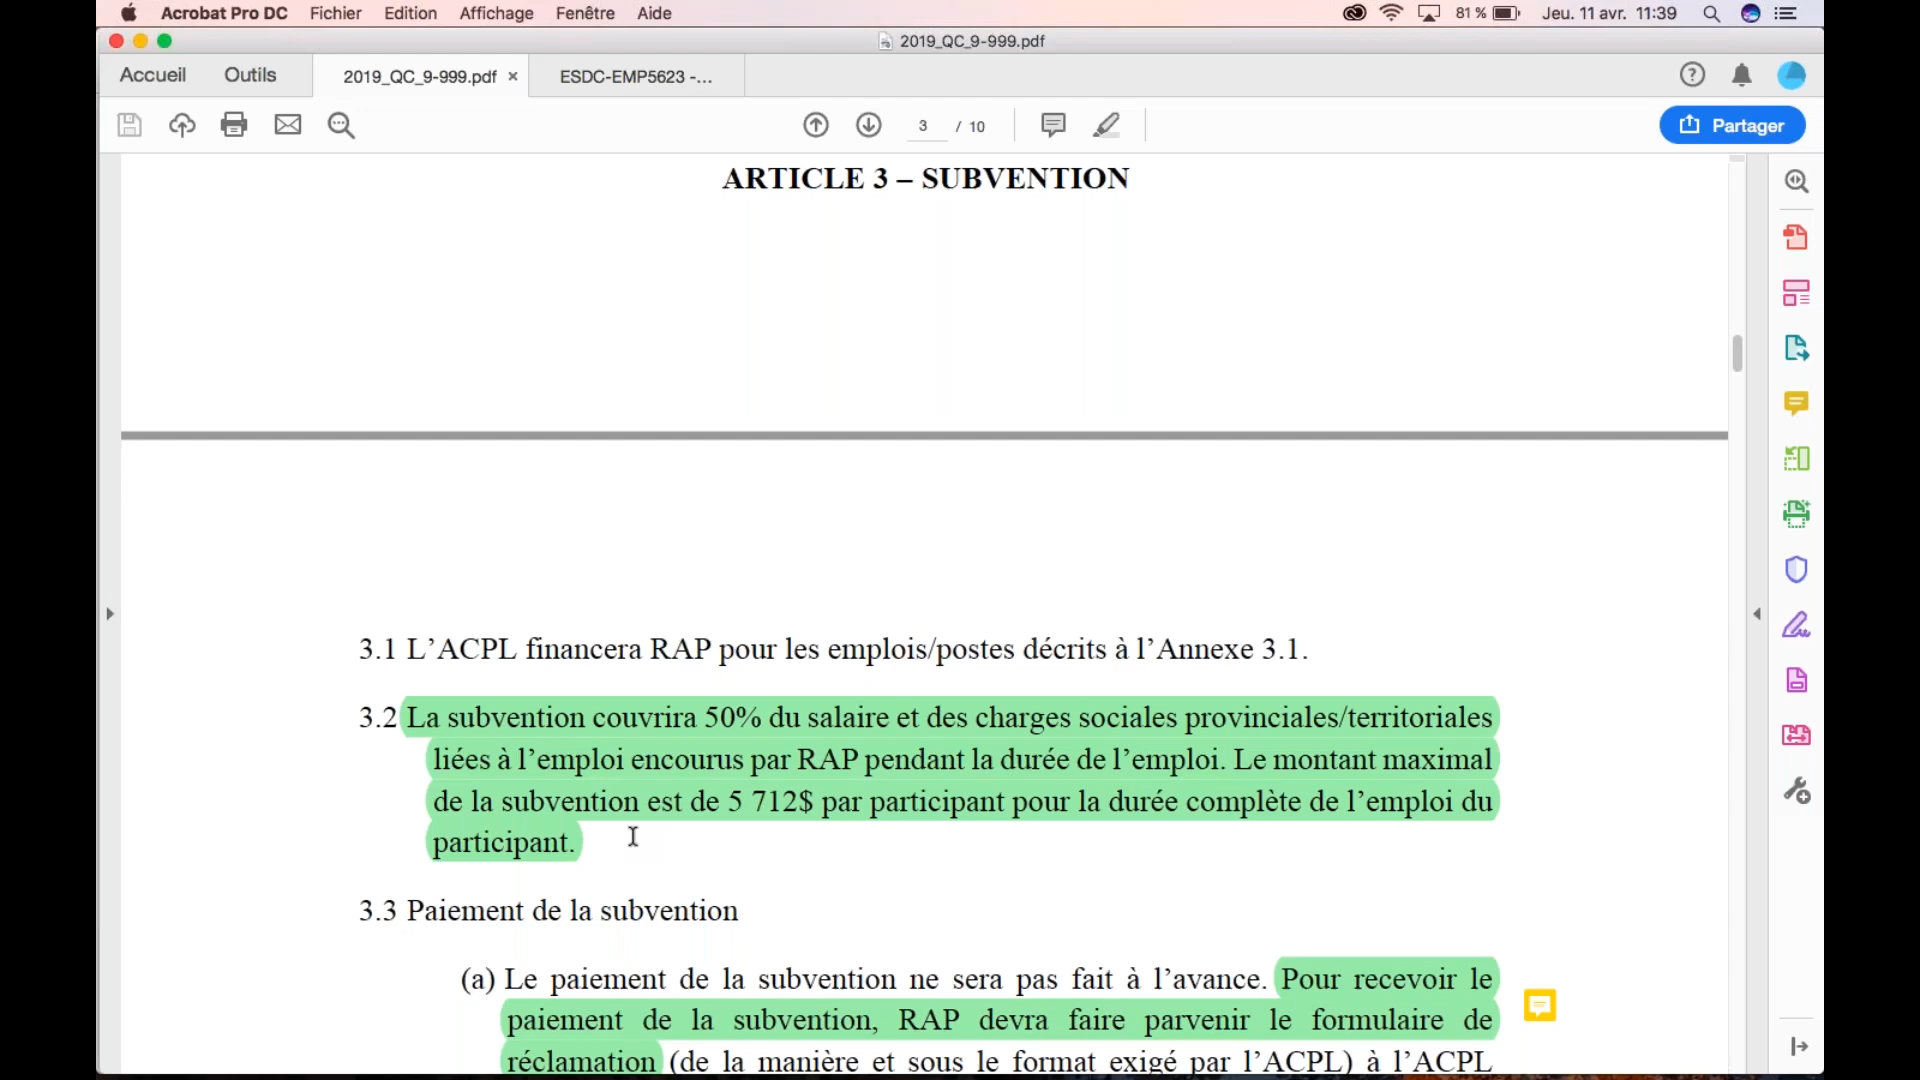 Acrobat Pro DC Fichier Edition Affichage Fenêtre Aide 81 % Jeu. 11 avr. 11:39
2019_QC_9-999.pdf
Accueil Outils 2019_QC_9-999.pdf × ESDC-EMP5623 -...
3 / 10 Partager
ARTICLE 3 – SUBVENTION
3.1 L’ACPL financera RAP pour les emplois/postes décrits à l’Annexe 3.1.
3.2 La subvention couvrira 50% du salaire et des charges sociales provinciales/territoriales
liées à l’emploi encourus par RAP pendant la durée de l’emploi. Le montant maximal
de la subvention est de 5 712$ par participant pour la durée complète de l’emploi du
participant.
3.3 Paiement de la subvention
(a) Le paiement de la subvention ne sera pas fait à l’avance. Pour recevoir le
paiement de la subvention, RAP devra faire parvenir le formulaire de
réclamation (de la manière et sous le format exigé par l’ACPL) à l’ACPL